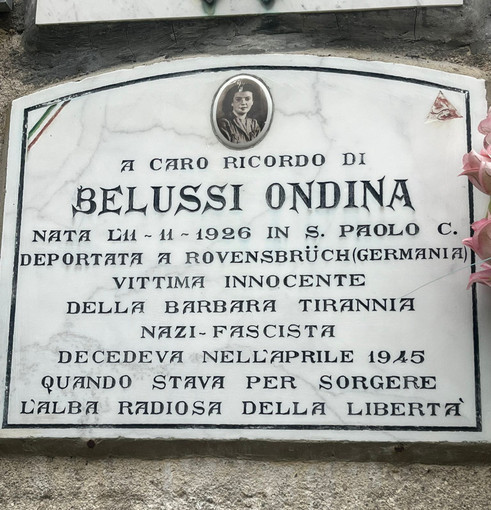 A CARO RICORDO DI
BELUSSI ONDINA
NATA L'11-11-1926 IN S. PAOLO C.
DEPORTATA A ROVENSBRÜCH (GERMANIA)
VITTIMA INNOCENTE
DELLA BARBARA TIRANNIA
NAZI-FASCISTA
DECEDEVA NELL'APRILE 1945
QUANDO STAVA PER SORGERE
L'ALBA RADIOSA DELLA LIBERTÀ